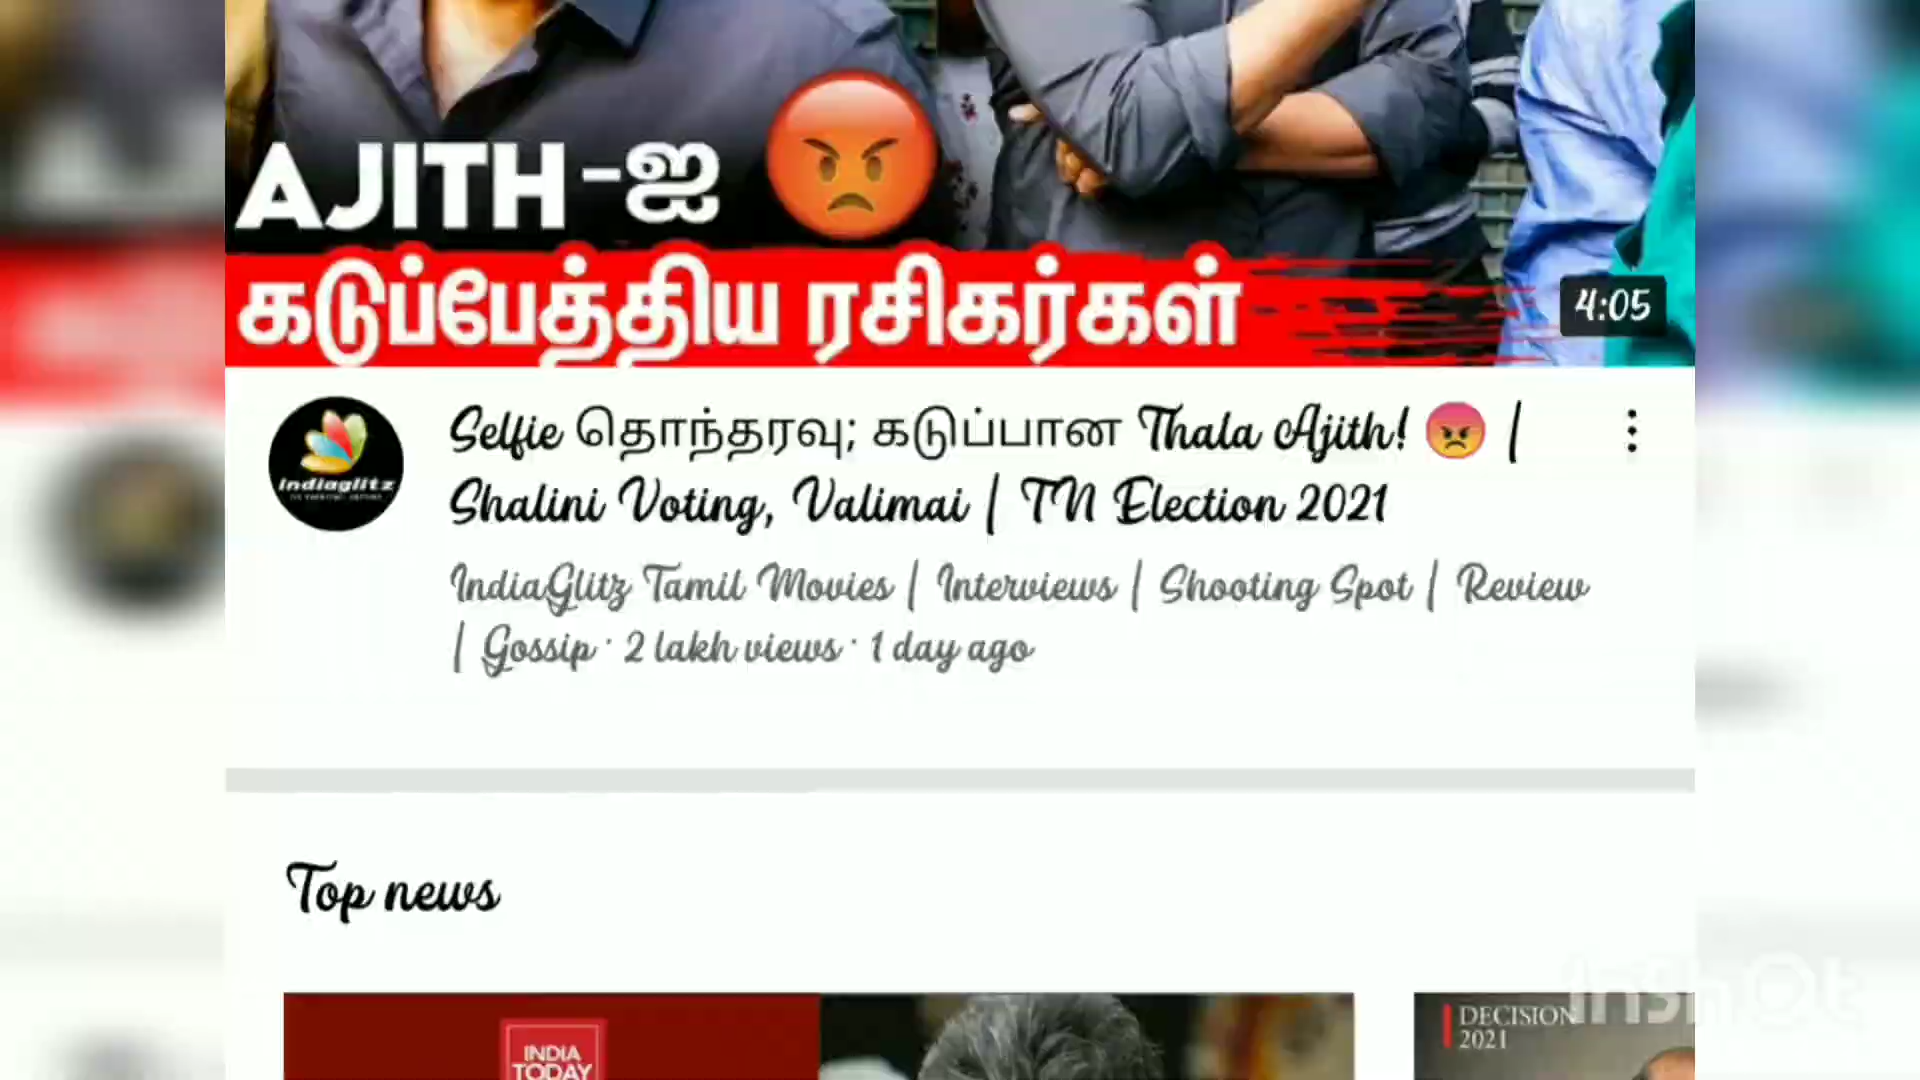 AJITH-ஐ
கடுப்பேத்திய ரசிகர்கள்
4:05
indiaglitz
Selfie தொந்தரவு; கடுப்பான Thala Ajith! 😡 |
Shalini Voting, Valimai | TN Election 2021
IndiaGlitz Tamil Movies | Interviews | Shooting Spot | Review
| Gossip · 2 lakh views · 1 day ago
Top news
INDIA
TODAY
DECISION
2021
InShOt